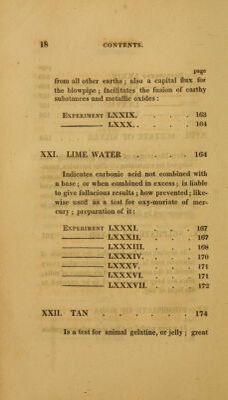 18 CONTENTS.
page
from all other earths; also a capital flux for
the blowpipe; facilitates the fusion of earthy
substances and metallic oxides:
EXPERIMENT LXXIX. . . . 163
——— LXXX. . . . . 164
XXI. LIME WATER . . . . 164
Indicates carbonic acid not combined with
a base; or when combined in excess; is liable
to give fallacious results; how prevented; like-
wise used as a test for oxy-muriate of mer-
cury; preparation of it:
EXPERIMENT LXXXI. . . . 167
——— LXXXII. . . . 167
——— LXXXIII. . . . 168
——— LXXXIV. . . . 170
——— LXXXV. . . . 171
——— LXXXVI. . . . 171
——— LXXXVII. . . . 172
XXII. TAN . . . . . . 174
Is a test for animal gelatine, or jelly; great